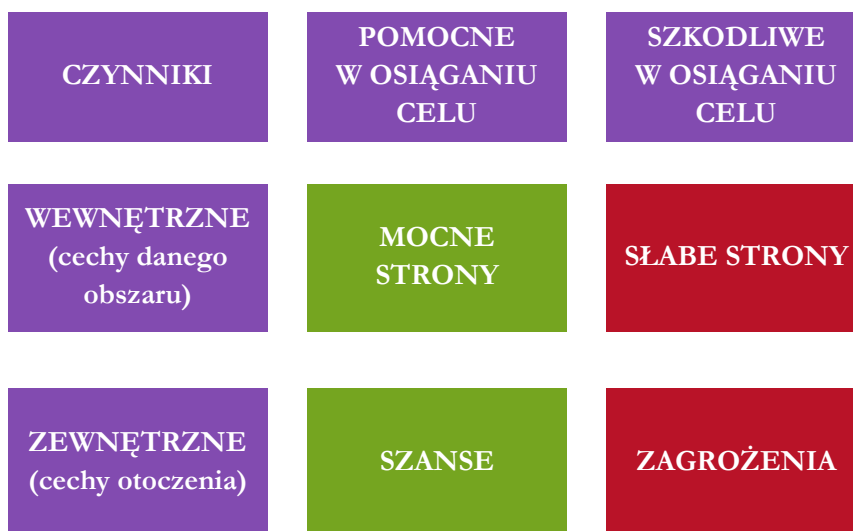 CZYNNIKI
POMOCNE
W OSIĄGANIU
CELU
SZKODLIWE
W OSIĄGANIU
CELU
WEWNĘTRZNE
(cechy danego
obszaru)
MOCNE
STRONY
SŁABE STRONY
ZEWNĘTRZNE
(cechy otoczenia)
SZANSE
ZAGROŻENIA